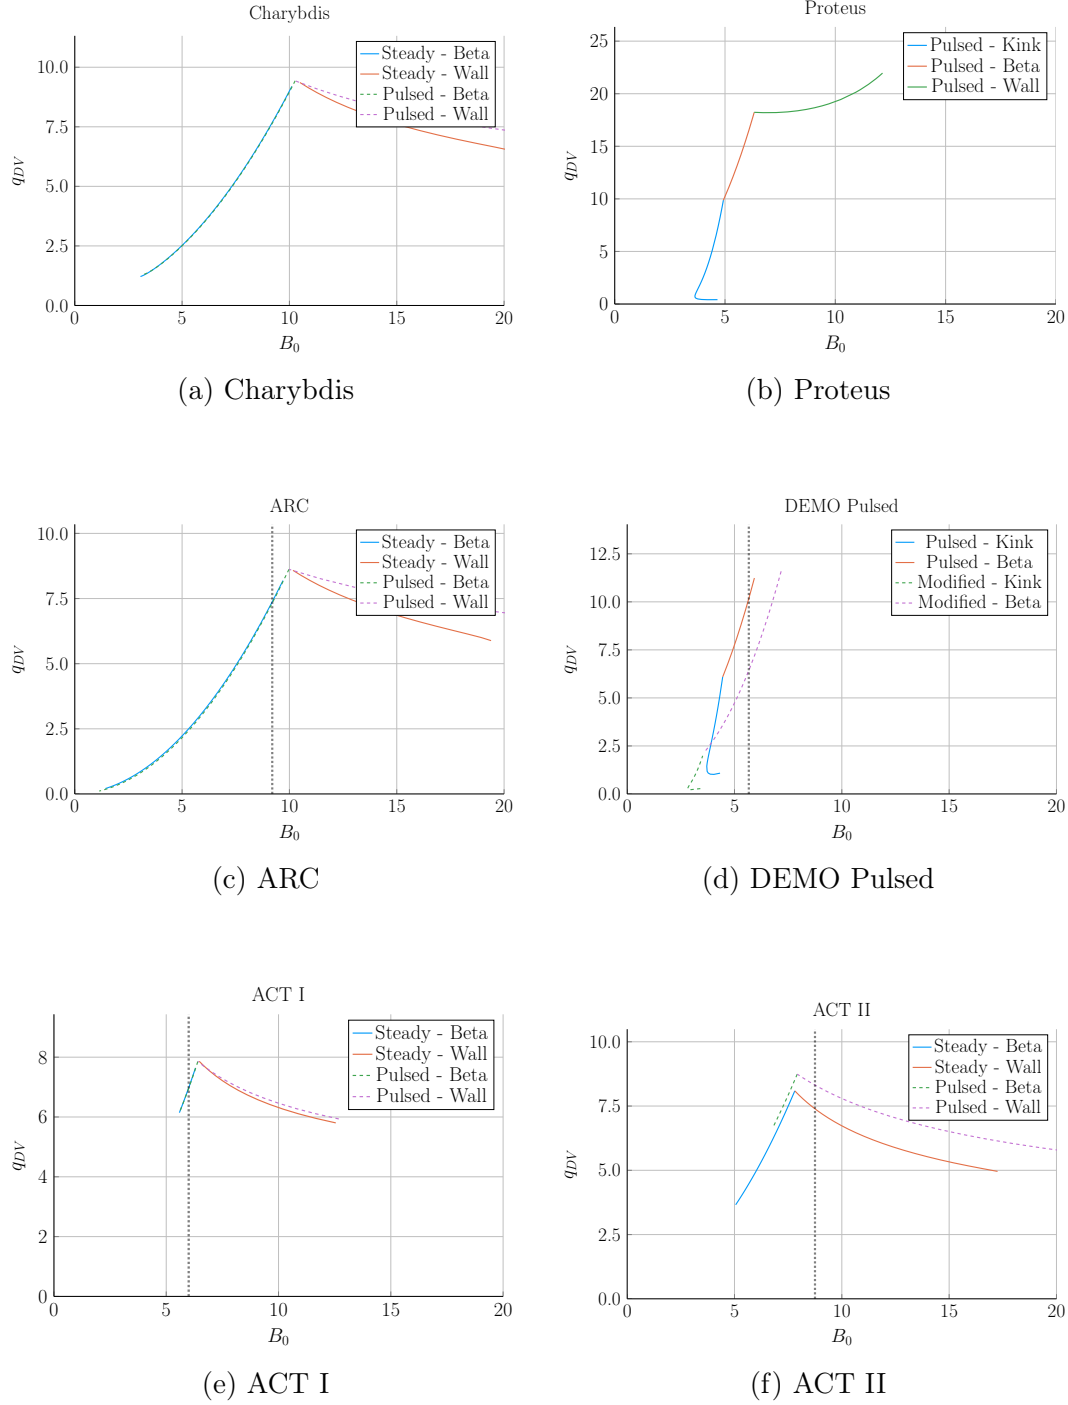 Charybdis
Steady - Beta
Steady - Wall
Pulsed - Beta
Pulsed - Wall
10.0
7.5
5.0
2.5
0.0
q_DV
0 5 10 15 20
B_0
(a) Charybdis
Proteus
Pulsed - Kink
Pulsed - Beta
Pulsed - Wall
25
20
15
10
5
0
q_DV
0 5 10 15 20
B_0
(b) Proteus
ARC
Steady - Beta
Steady - Wall
Pulsed - Beta
Pulsed - Wall
10.0
7.5
5.0
2.5
0.0
q_DV
0 5 10 15 20
B_0
(c) ARC
DEMO Pulsed
Pulsed - Kink
Pulsed - Beta
Modified - Kink
Modified - Beta
12.5
10.0
7.5
5.0
2.5
0.0
q_DV
0 5 10 15 20
B_0
(d) DEMO Pulsed
ACT I
Steady - Beta
Steady - Wall
Pulsed - Beta
Pulsed - Wall
8
6
4
2
0
q_DV
0 5 10 15 20
B_0
(e) ACT I
ACT II
Steady - Beta
Steady - Wall
Pulsed - Beta
Pulsed - Wall
10.0
7.5
5.0
2.5
0.0
q_DV
0 5 10 15 20
B_0
(f) ACT II